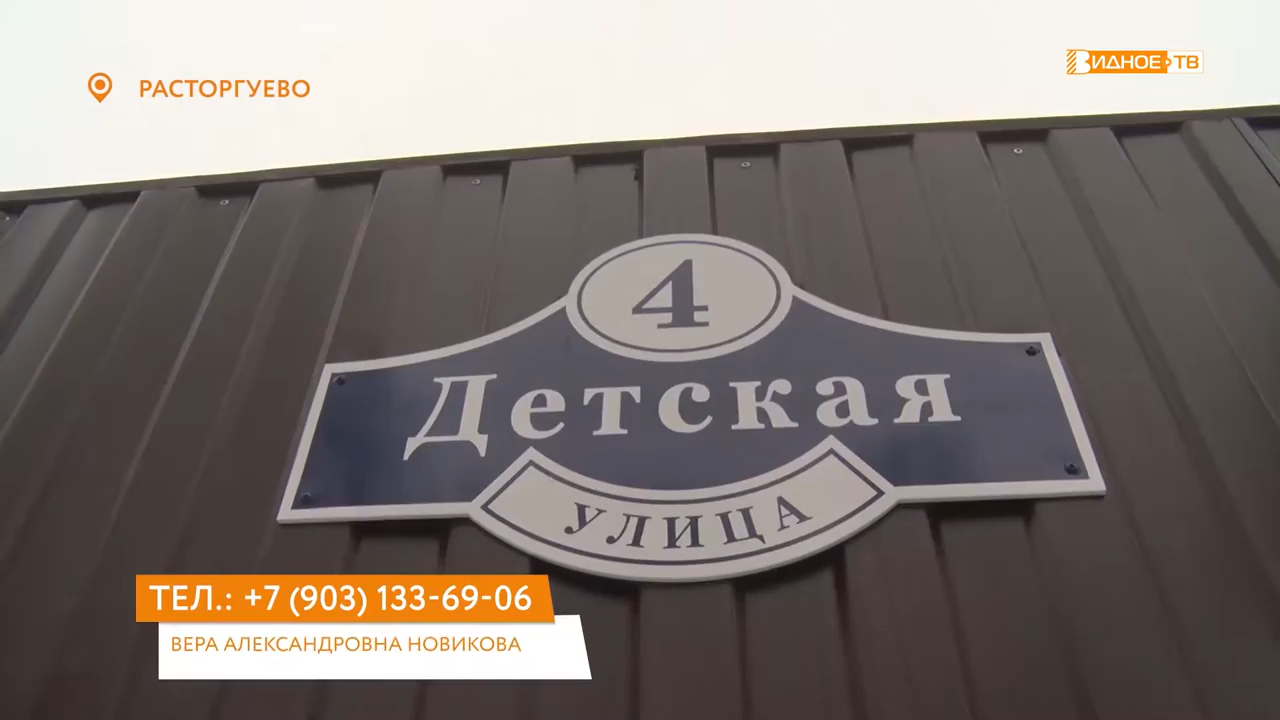 РАСТОРГУЕВО
ВИДНОЕ ТВ
4
Детская
УЛИЦА
ТЕЛ.: +7 (903) 133-69-06
ВЕРА АЛЕКСАНДРОВНА НОВИКОВА